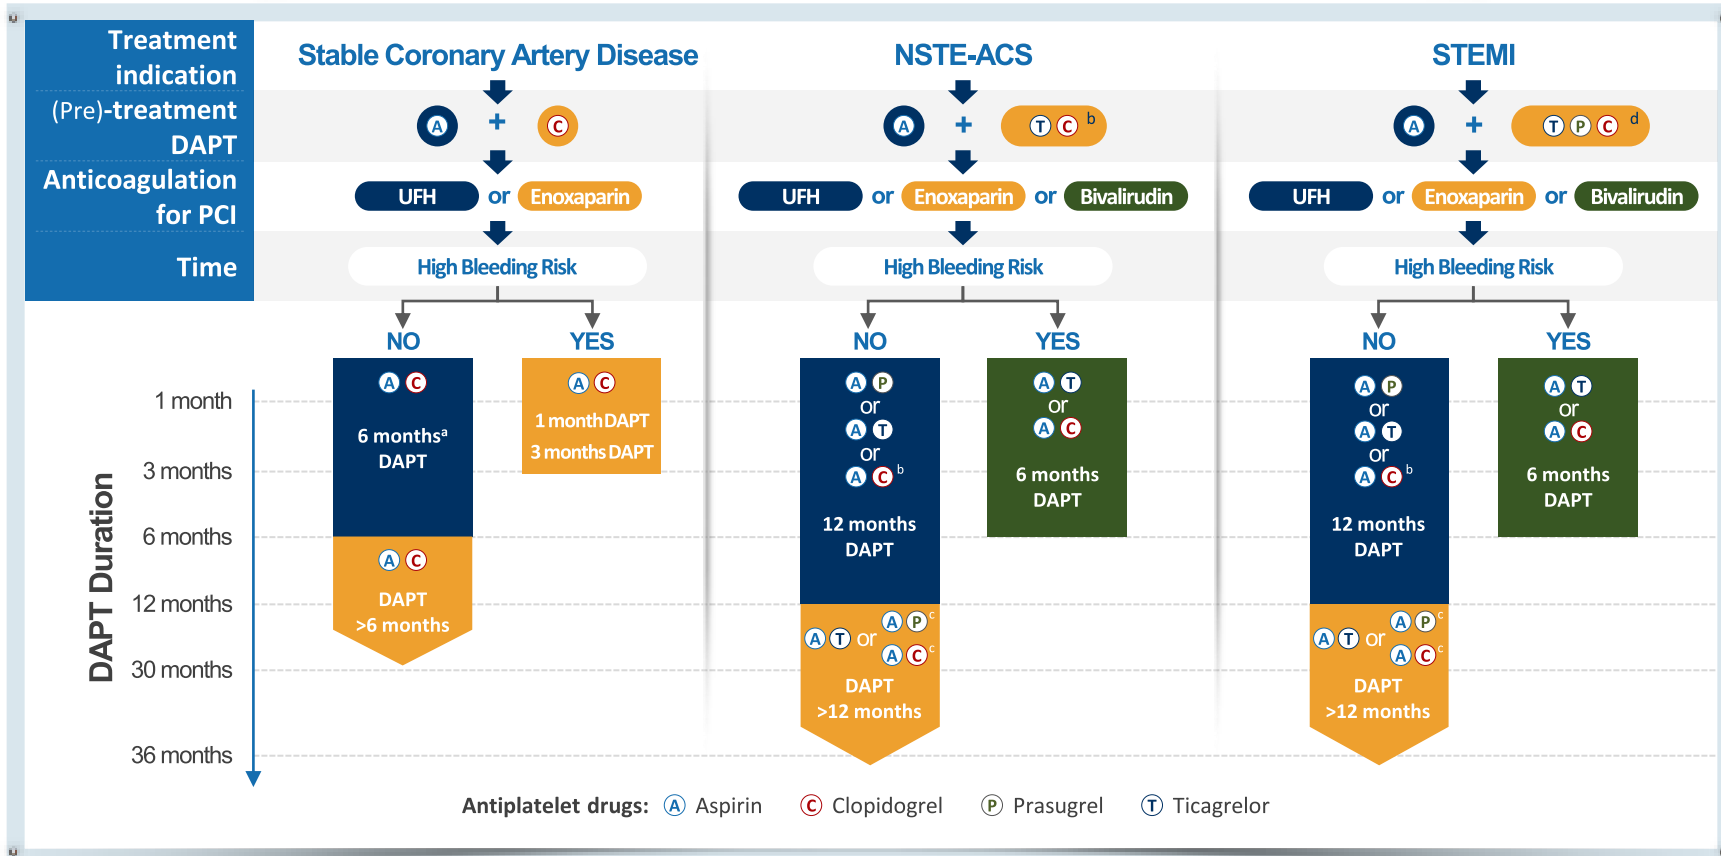 Treatment
indication
Stable Coronary Artery Disease
NSTE-ACS
STEMI
(Pre)-treatment
DAPT
A + C
A + T C b
A + T P C d
Anticoagulation
for PCI
UFH or Enoxaparin
UFH or Enoxaparin or Bivalirudin
UFH or Enoxaparin or Bivalirudin
Time
High Bleeding Risk
High Bleeding Risk
High Bleeding Risk
NO
YES
NO
YES
NO
YES
DAPT Duration
1 month
3 months
6 months
12 months
30 months
36 months
A C
6 months a
DAPT
A C
DAPT
>6 months
A C
1 month DAPT
3 months DAPT
A P
or
A T
or
A C b
12 months
DAPT
A T or
A P c
A C c
DAPT
>12 months
A T
or
A C
6 months
DAPT
A P
or
A T
or
A C b
12 months
DAPT
A T or
A P c
A C c
DAPT
>12 months
A T
or
A C
6 months
DAPT
Antiplatelet drugs: A Aspirin C Clopidogrel P Prasugrel T Ticagrelor